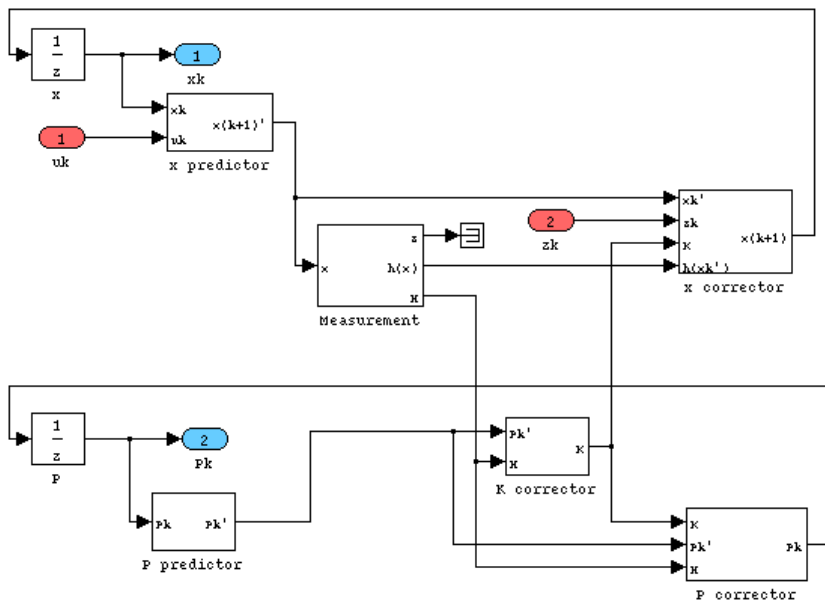 1
z
x
1
xk
1
uk
xk
uk
x(k+1)'
x predictor
x
z
h(x)
H
Measurement
2
zk
xk'
zk
K
h(xk')
x(k+1)
x corrector
1
z
P
2
Pk
Pk
Pk'
P predictor
Pk'
H
K
K corrector
K
Pk'
H
Pk
P corrector